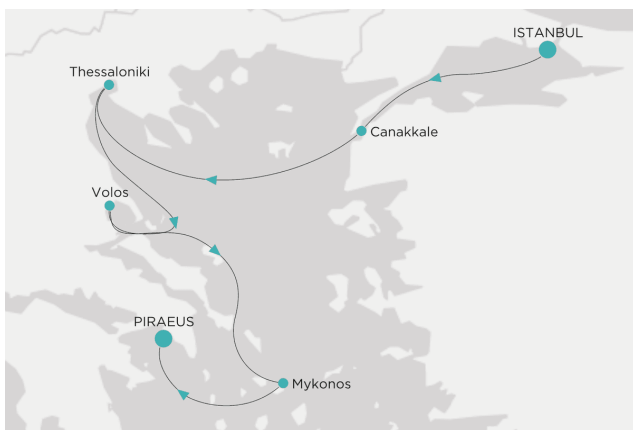 ISTANBUL
Thessaloniki
Canakkale
Volos
PIRAEUS
Mykonos